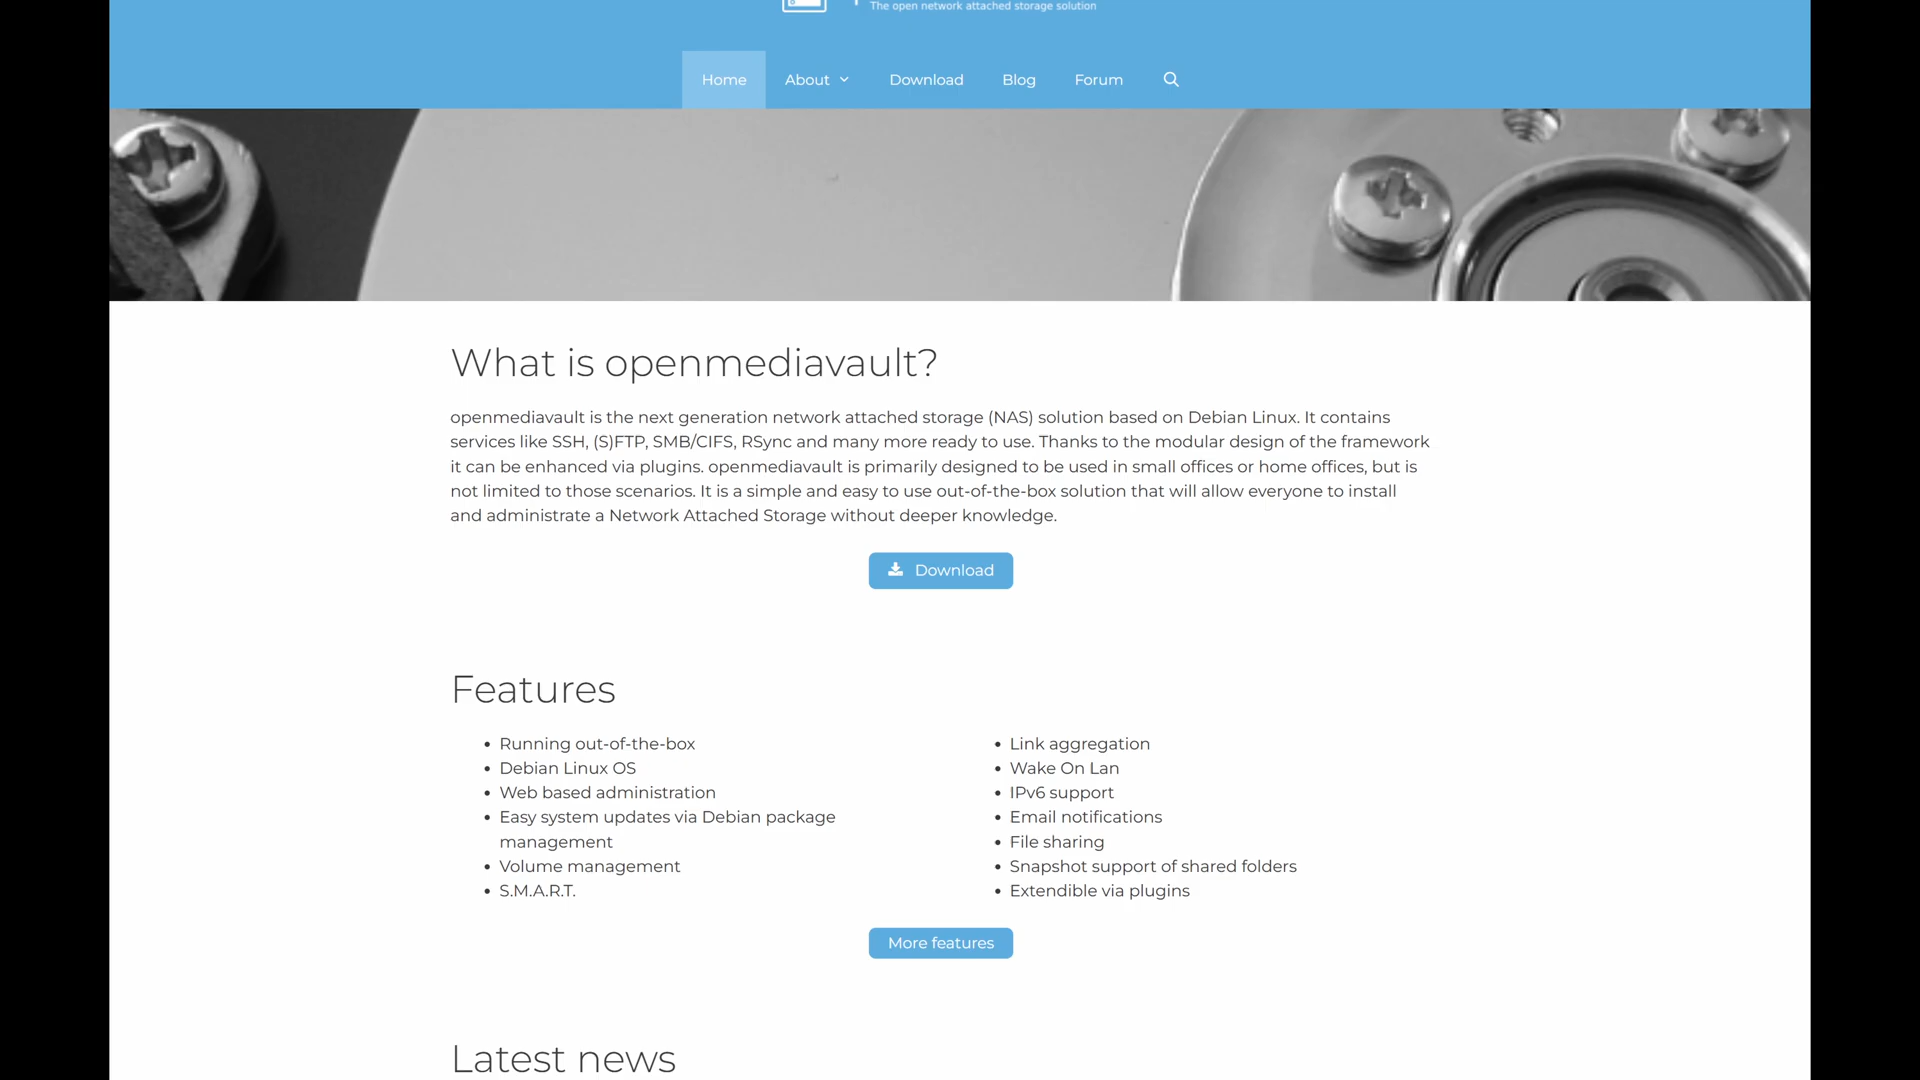 The open network attached storage solution
Home About Download Blog Forum
What is openmediavault?
openmediavault is the next generation network attached storage (NAS) solution based on Debian Linux. It contains
services like SSH, (S)FTP, SMB/CIFS, RSync and many more ready to use. Thanks to the modular design of the framework
it can be enhanced via plugins. openmediavault is primarily designed to be used in small offices or home offices, but is
not limited to those scenarios. It is a simple and easy to use out-of-the-box solution that will allow everyone to install
and administrate a Network Attached Storage without deeper knowledge.
Download
Features
Running out-of-the-box
Debian Linux OS
Web based administration
Easy system updates via Debian package
management
Volume management
S.M.A.R.T.
Link aggregation
Wake On Lan
IPv6 support
Email notifications
File sharing
Snapshot support of shared folders
Extendible via plugins
More features
Latest news